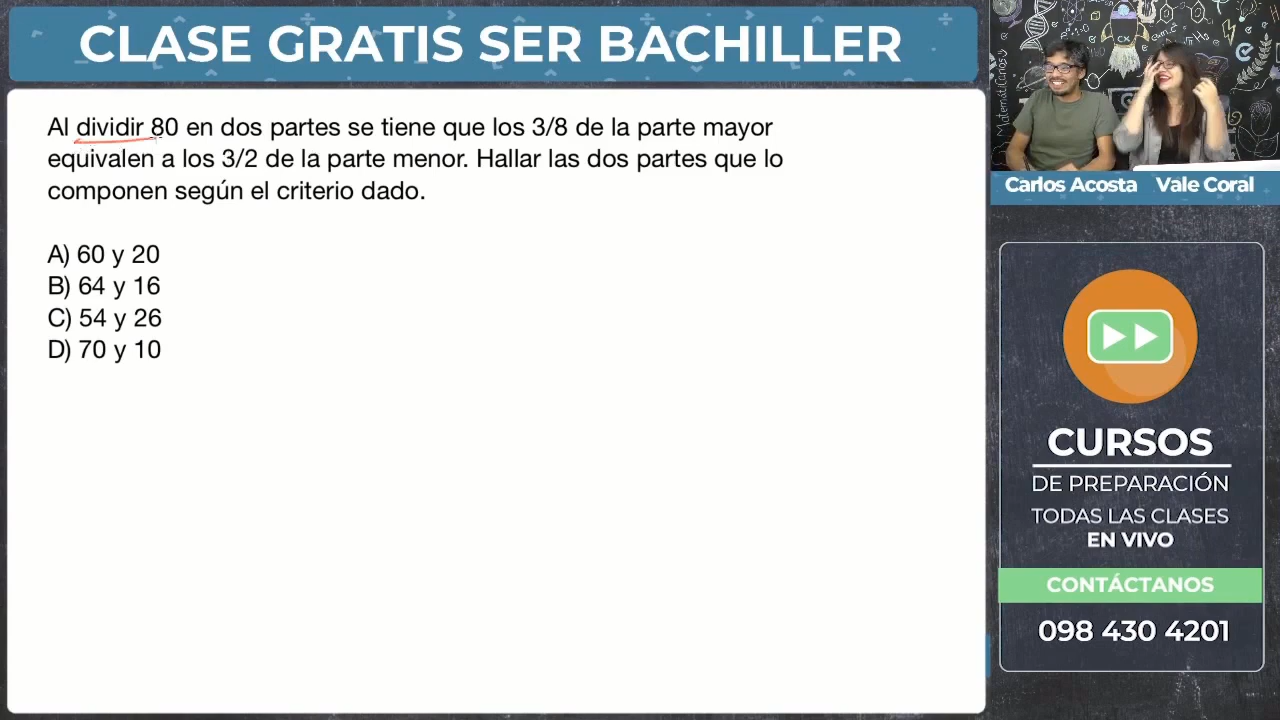 CLASE GRATIS SER BACHILLER
Al dividir 80 en dos partes se tiene que los 3/8 de la parte mayor
equivalen a los 3/2 de la parte menor. Hallar las dos partes que lo
componen según el criterio dado.
A) 60 y 20
B) 64 y 16
C) 54 y 26
D) 70 y 10
Matemáticanos
CK
Carlos Acosta
Vale Coral
CURSOS
DE PREPARACIÓN
TODAS LAS CLASES
EN VIVO
CONTÁCTANOS
098 430 4201